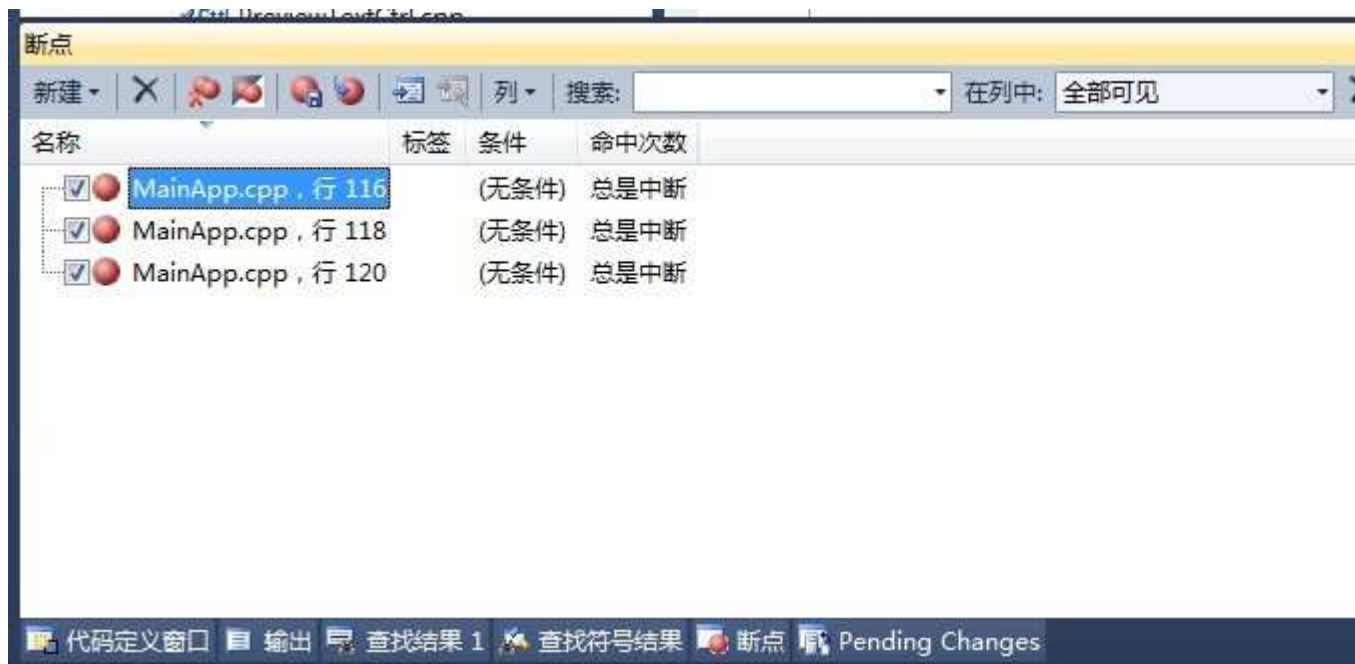 PreviewTextCtrl.cpp
断点
新建 列 搜索: 在列中: 全部可见
名称 标签 条件 命中次数
MainApp.cpp，行 116 (无条件) 总是中断
MainApp.cpp，行 118 (无条件) 总是中断
MainApp.cpp，行 120 (无条件) 总是中断
代码定义窗口 输出 查找结果 1 查找符号结果 断点 Pending Changes